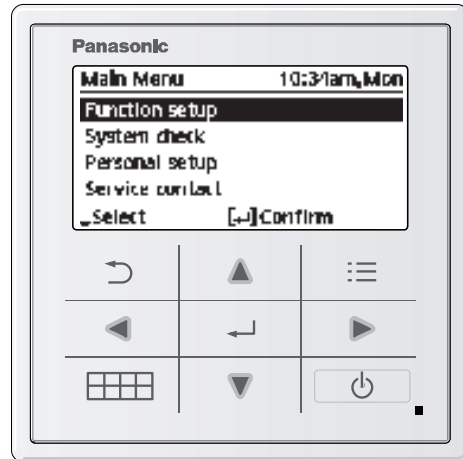 Panasonic
Main Menu 10:34am,Mon
Function setup
System check
Personal setup
Service contact
Select [↵]Confirm